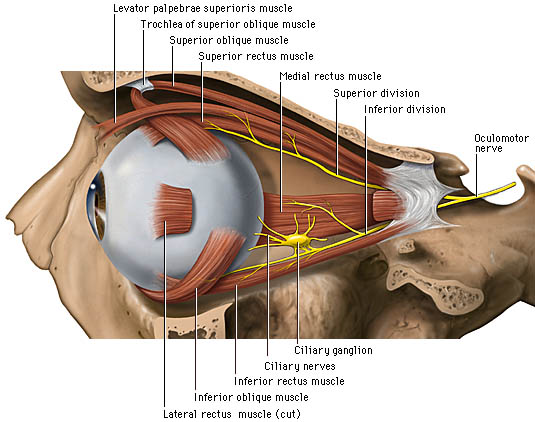 Levator palpebrae superioris muscle
Trochlea of superior oblique muscle
Superior oblique muscle
Superior rectus muscle
Medial rectus muscle
Superior division
Inferior division
Oculomotor
nerve
Ciliary ganglion
Ciliary nerves
Inferior rectus muscle
Inferior oblique muscle
Lateral rectus muscle (cut)